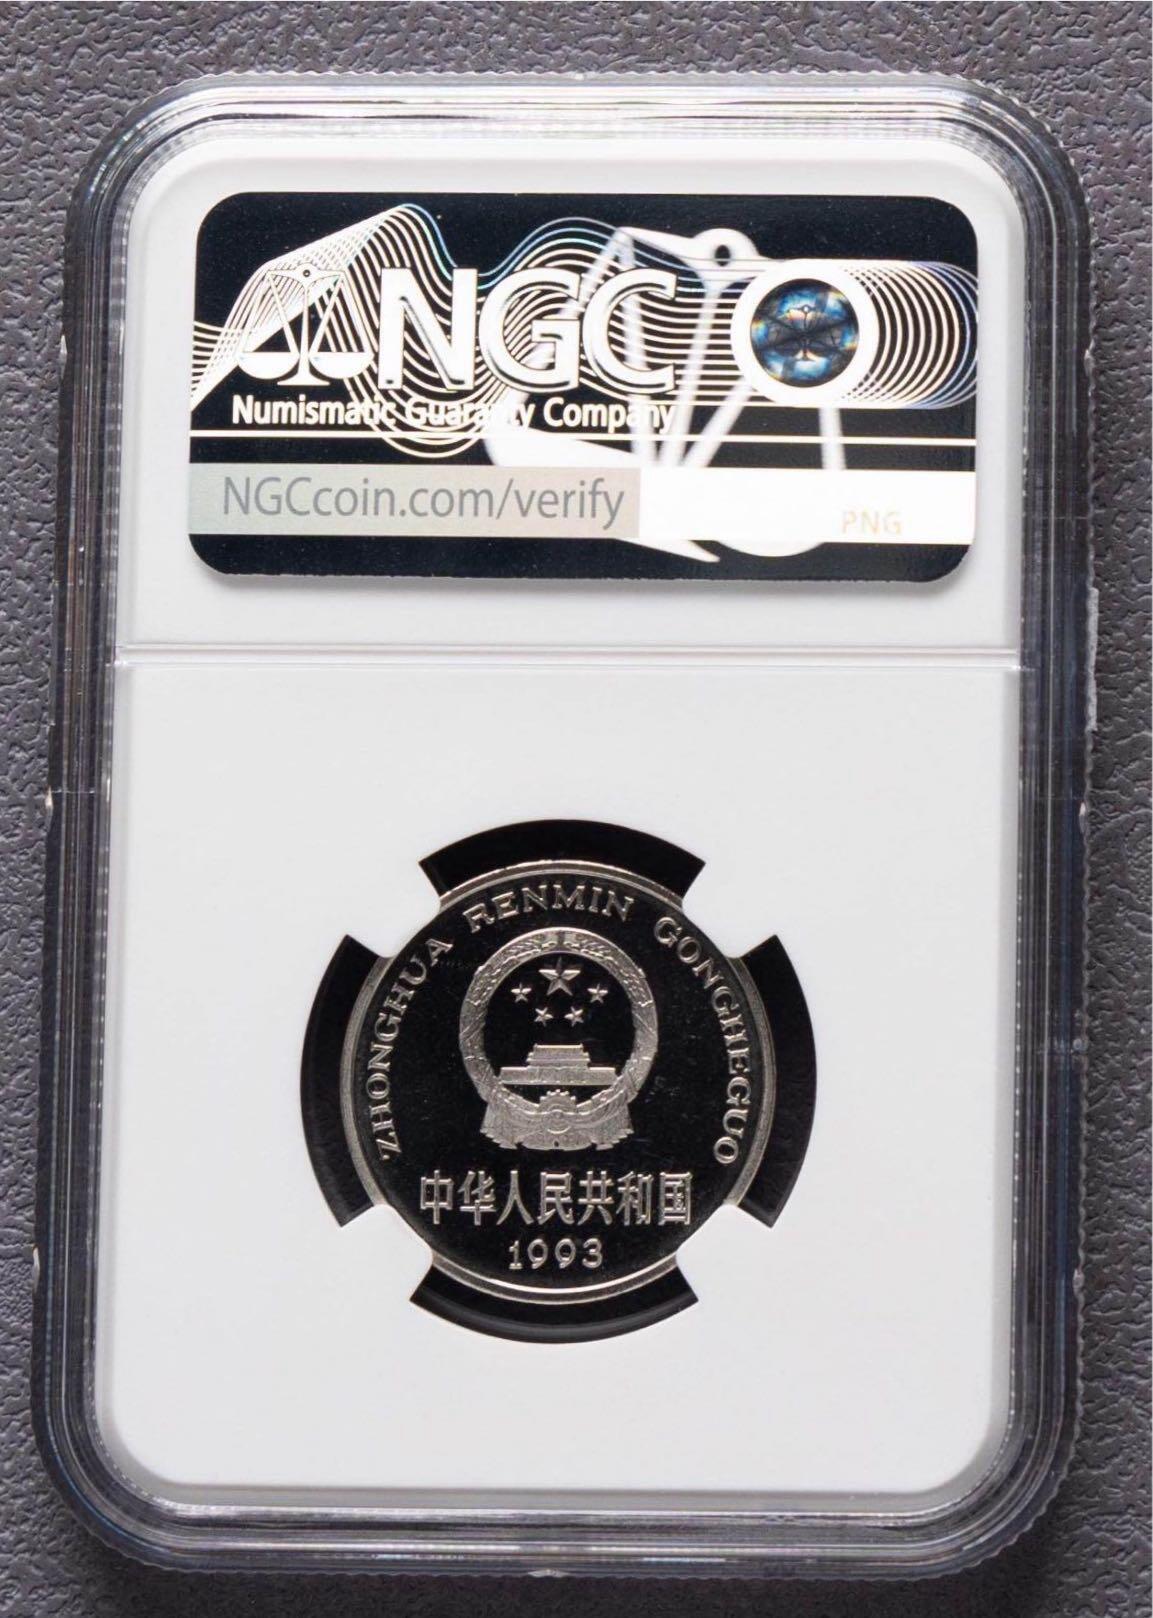 NGC
Numismatic Guaranty Company
NGCcoin.com/verify
PNG
ZHONGHUA RENMIN GONGHEGUO
中华人民共和国
1993